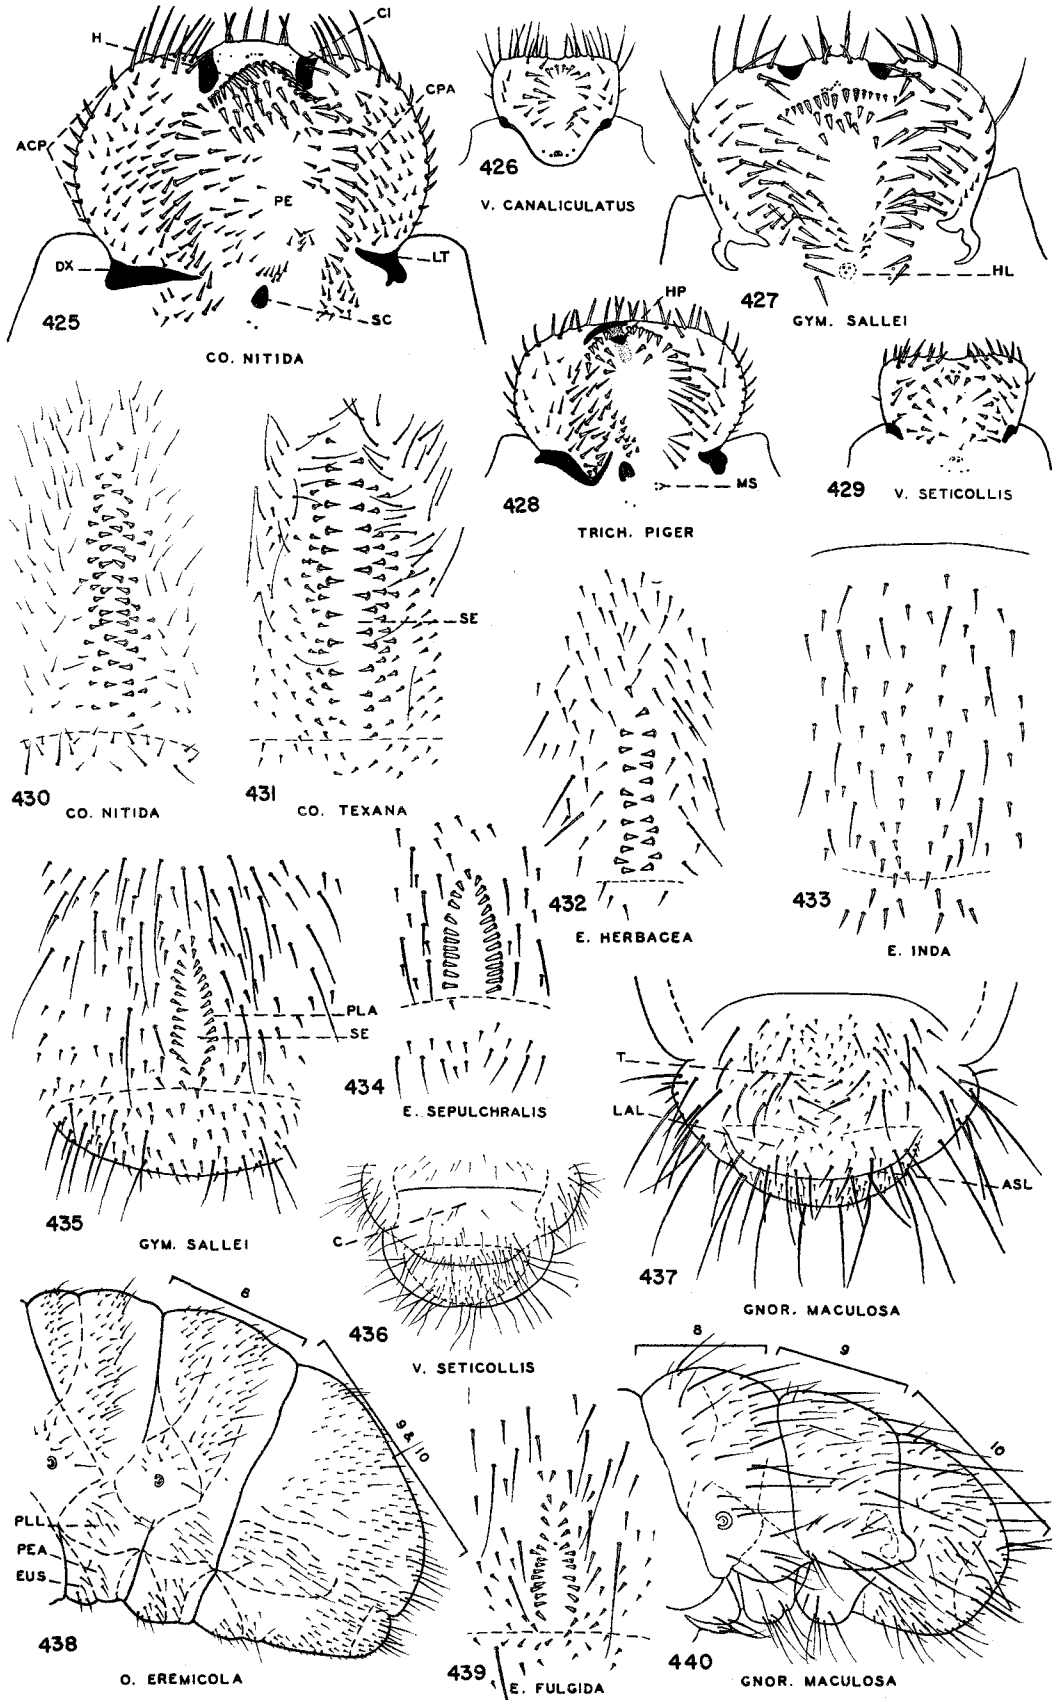 H
CI
ACP
CPA
PE
DX
LT
SC
425
CO. NITIDA
426
V. CANALICULATUS
HL
427
GYM. SALLEI
HP
MS
428
TRICH. PIGER
429
V. SETICOLLIS
430
CO. NITIDA
SE
431
CO. TEXANA
432
E. HERBACEA
433
E. INDA
434
E. SEPULCHRALIS
PLA
SE
435
GYM. SALLEI
C
436
V. SETICOLLIS
T
LAL
ASL
437
GNOR. MACULOSA
8
9 & 10
PLL
PEA
EUS
438
O. EREMICOLA
439
E. FULGIDA
8
9
10
440
GNOR. MACULOSA